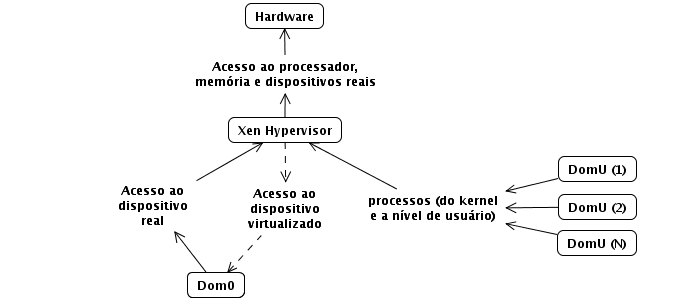 Hardware
Acesso ao processador,
memória e dispositivos reais
Xen Hypervisor
Acesso ao
dispositivo
real
Acesso ao
dispositivo
virtualizado
processos (do kernel
e a nível de usuário)
DomU (1)
DomU (2)
DomU (N)
Dom0